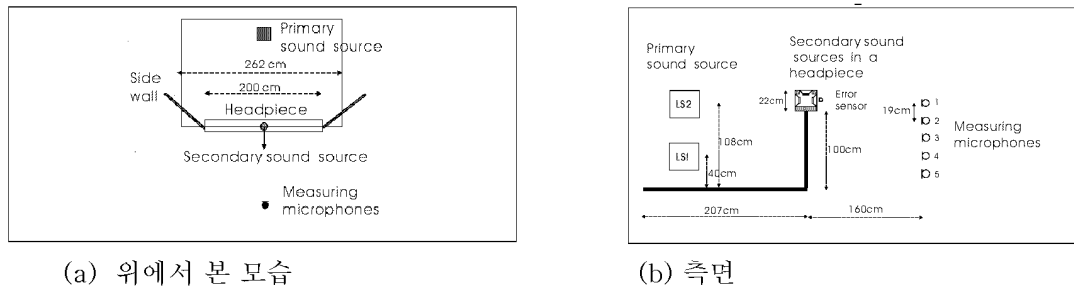 Primary
sound source
262 cm
Side
wall
200 cm
Headpiece
Secondary sound source
Measuring
microphones
(a) 위에서 본 모습
Primary
sound source
Secondary sound
sources in a
headpiece
LS2
22cm
Error
sensor
19cm
1
2
3
4
5
Measuring
microphones
108cm
100cm
LS1
40cm
207cm
160cm
(b) 측면